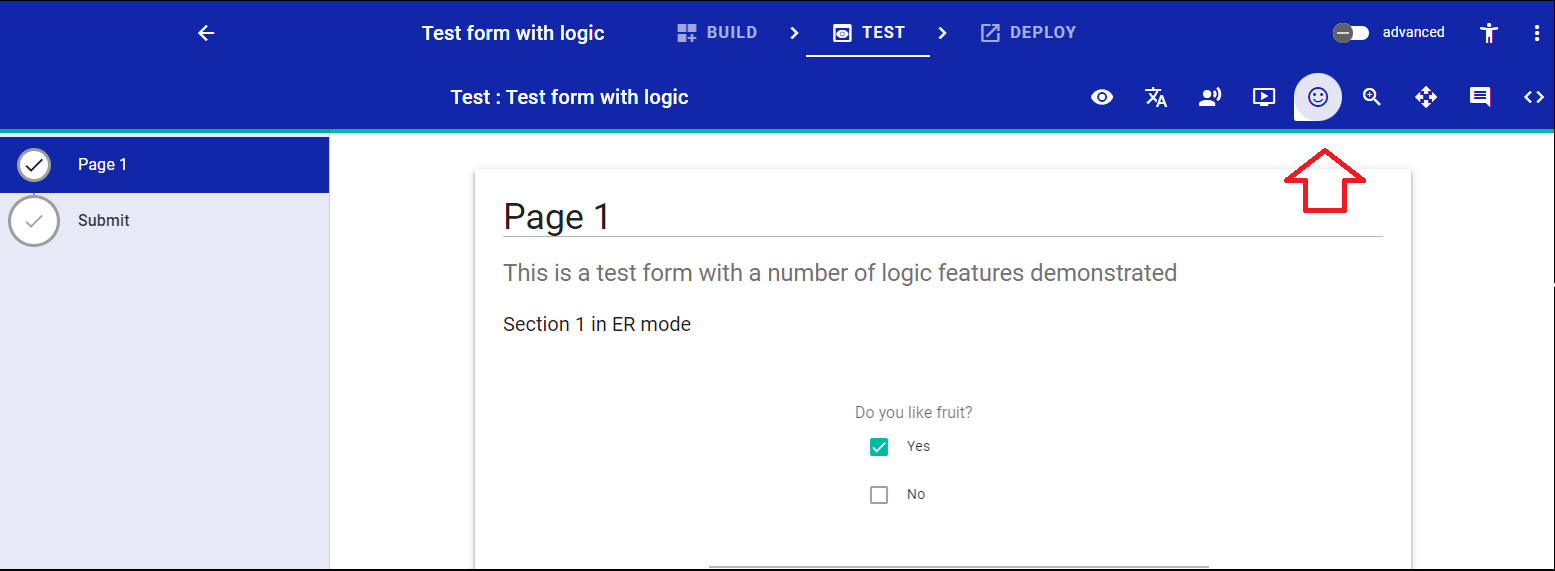 Test form with logic
BUILD
TEST
DEPLOY
advanced
Test : Test form with logic
Page 1
Submit
Page 1
This is a test form with a number of logic features demonstrated
Section 1 in ER mode
Do you like fruit?
Yes
No